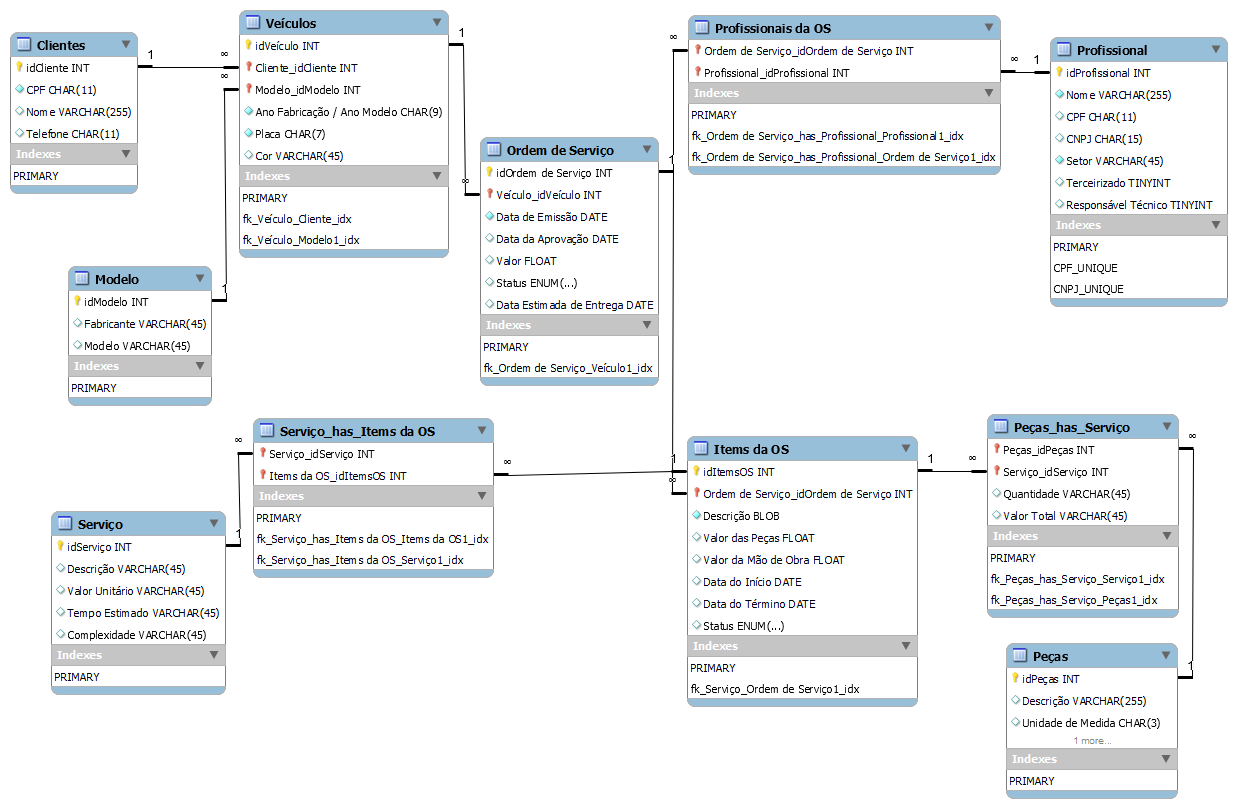 Clientes
idCliente INT
CPF CHAR(11)
Nome VARCHAR(255)
Telefone CHAR(11)
Indexes
PRIMARY
1
∞
∞
Veículos
idVeículo INT
Cliente_idCliente INT
Modelo_idModelo INT
Ano Fabricação / Ano Modelo CHAR(9)
Placa CHAR(7)
Cor VARCHAR(45)
Indexes
PRIMARY
fk_Veículo_Cliente_idx
fk_Veículo_Modelo1_idx
1
∞
Modelo
idModelo INT
Fabricante VARCHAR(45)
Modelo VARCHAR(45)
Indexes
PRIMARY
1
Ordem de Serviço
idOrdem de Serviço INT
Veículo_idVeículo INT
Data de Emissão DATE
Data da Aprovação DATE
Valor FLOAT
Status ENUM(...)
Data Estimada de Entrega DATE
Indexes
PRIMARY
fk_Ordem de Serviço_Veículo1_idx
1
∞
Profissionais da OS
Ordem de Serviço_idOrdem de Serviço INT
Profissional_idProfissional INT
Indexes
PRIMARY
fk_Ordem de Serviço_has_Profissional_Profissional1_idx
fk_Ordem de Serviço_has_Profissional_Ordem de Serviço1_idx
∞
1
Profissional
idProfissional INT
Nome VARCHAR(255)
CPF CHAR(11)
CNPJ CHAR(15)
Setor VARCHAR(45)
Terceirizado TINYINT
Responsável Técnico TINYINT
Indexes
PRIMARY
CPF_UNIQUE
CNPJ_UNIQUE
Serviço_has_Items da OS
Serviço_idServiço INT
Items da OS_idItemsOS INT
Indexes
PRIMARY
fk_Serviço_has_Items da OS_Items da OS1_idx
fk_Serviço_has_Items da OS_Serviço1_idx
∞
∞
1
Serviço
idServiço INT
Descrição VARCHAR(45)
Valor Unitário VARCHAR(45)
Tempo Estimado VARCHAR(45)
Complexidade VARCHAR(45)
Indexes
PRIMARY
1
∞
Items da OS
idItemsOS INT
Ordem de Serviço_idOrdem de Serviço INT
Descrição BLOB
Valor das Peças FLOAT
Valor da Mão de Obra FLOAT
Data do Início DATE
Data do Término DATE
Status ENUM(...)
Indexes
PRIMARY
fk_Serviço_Ordem de Serviço1_idx
1
∞
Peças_has_Serviço
Peças_idPeças INT
Serviço_idServiço INT
Quantidade VARCHAR(45)
Valor Total VARCHAR(45)
Indexes
PRIMARY
fk_Peças_has_Serviço_Serviço1_idx
fk_Peças_has_Serviço_Peças1_idx
∞
1
Peças
idPeças INT
Descrição VARCHAR(255)
Unidade de Medida CHAR(3)
1 more...
Indexes
PRIMARY